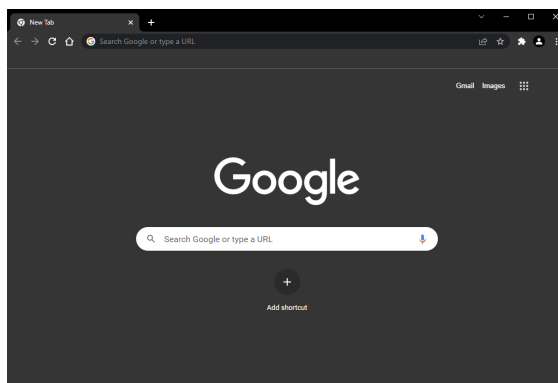 New Tab
Search Google or type a URL
Gmail Images
Google
Search Google or type a URL
Add shortcut